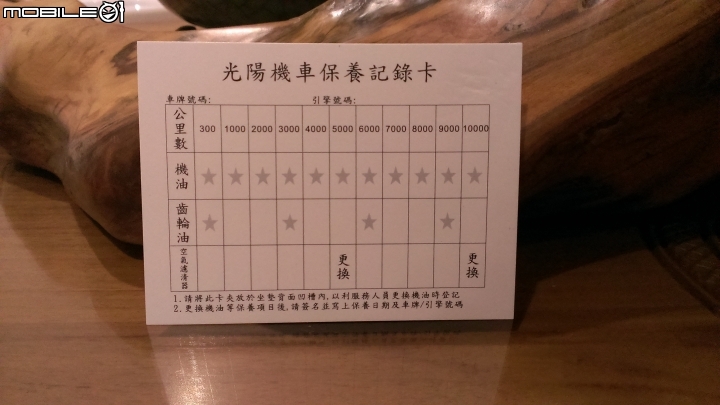 MOBILE01
光陽機車保養記錄卡
車牌號碼: 引擎號碼:
公里數 300 1000 2000 3000 4000 5000 6000 7000 8000 9000 10000
機油 ★ ★ ★ ★ ★ ★ ★ ★ ★ ★ ★
齒輪油 ★ ★ ★ ★
空氣濾清器 更換 更換
1.請將此卡夾放於坐墊背面凹槽內,以利服務人員更換機油時登記
2.更換機油等保養項目後,請簽名並寫上保養日期及車牌/引擎號碼